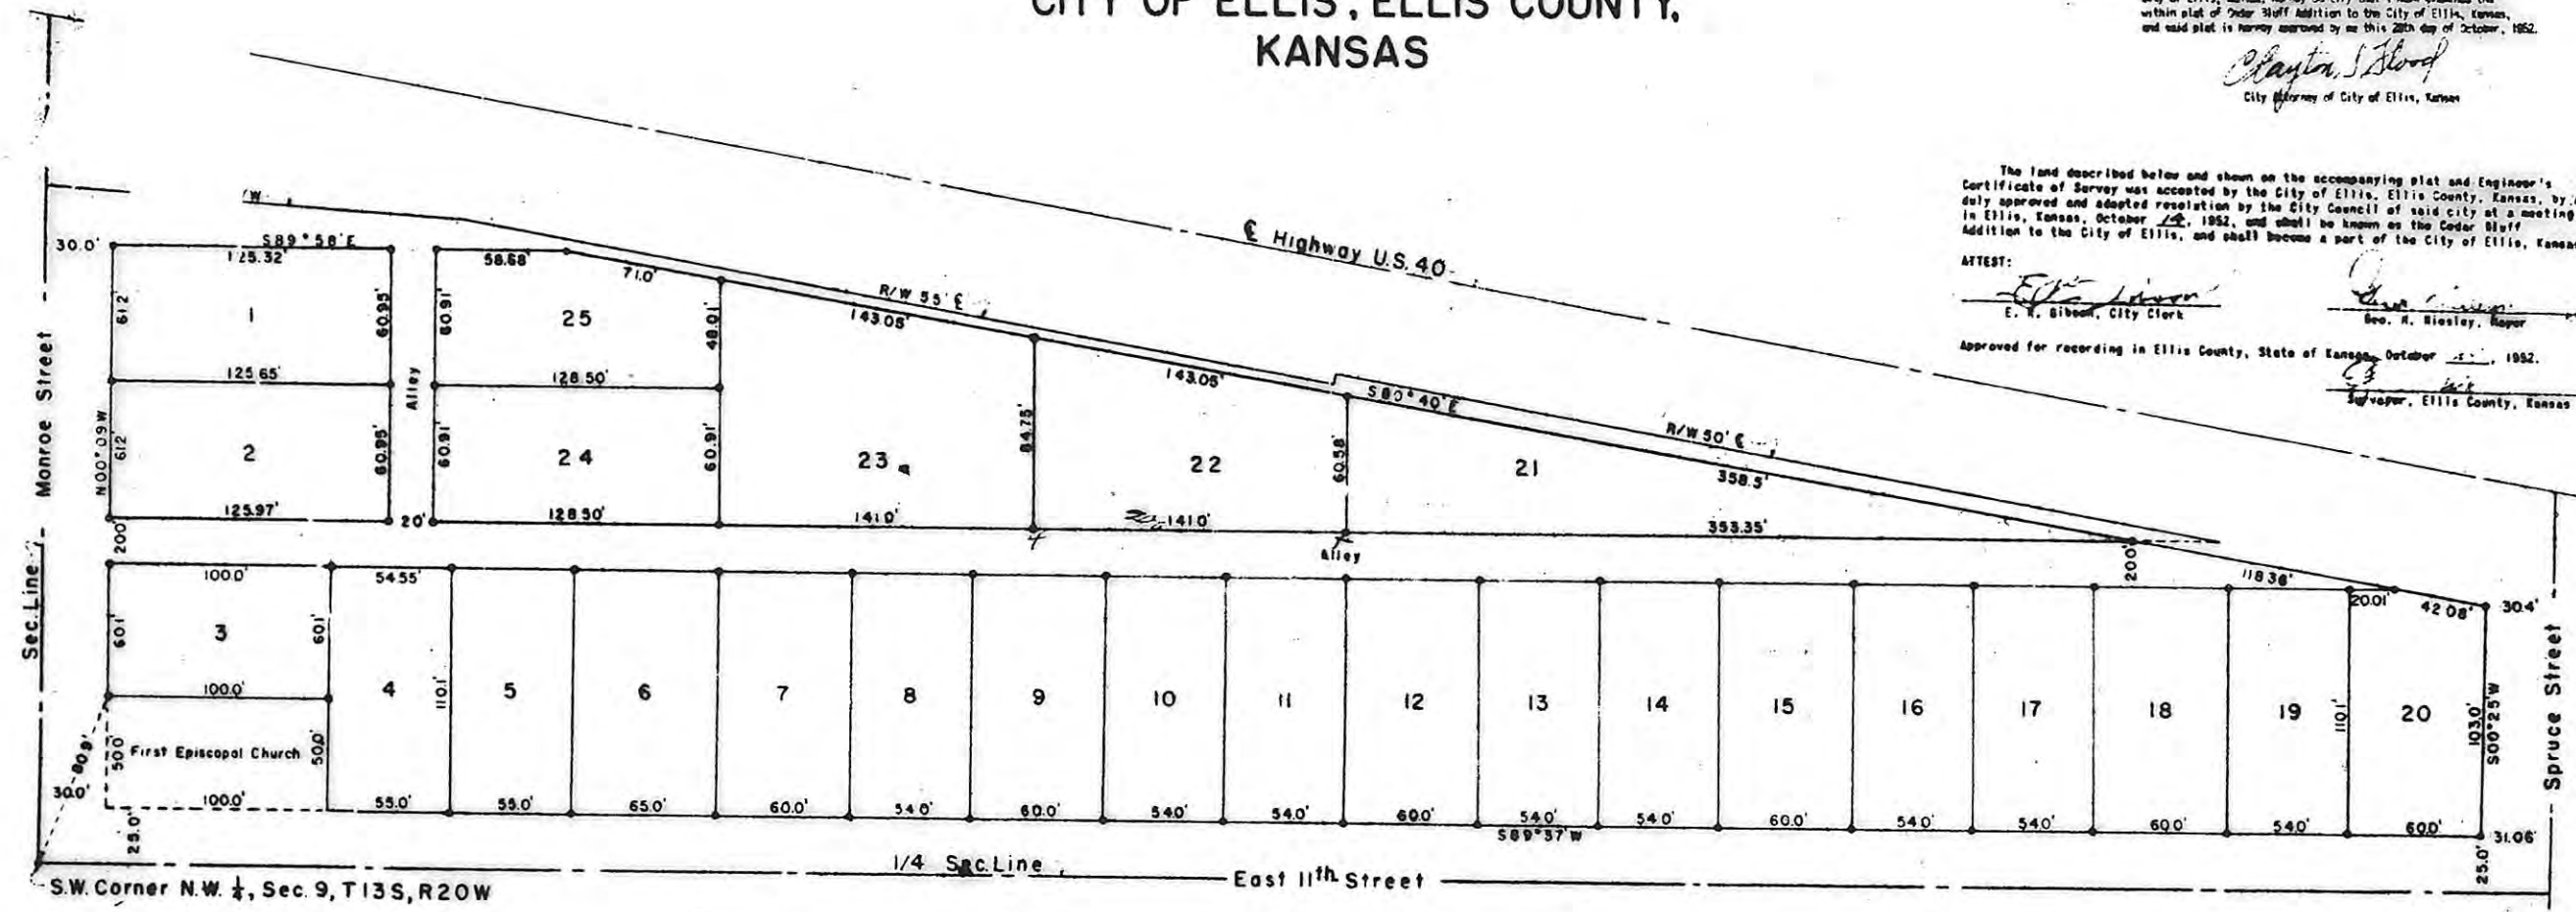 CITY OF ELLIS, ELLIS COUNTY,
KANSAS
within plat of Cedar Bluff Addition to the City of Ellis, Kansas,
and said plat is hereby approved by me this 28th day of October, 1952.
Clayton S Flood
City Attorney of City of Ellis, Kansas
The land described below and shown on the accompanying plat and Engineer's
Certificate of Survey was accepted by the City of Ellis, Ellis County, Kansas, by
duly approved and adopted resolution by the City Council of said city at a meeting
in Ellis, Kansas, October 14, 1952, and shall be known as the Cedar Bluff
Addition to the City of Ellis, and shall become a part of the City of Ellis, Kansas
ATTEST:
E. R. Gibson, City Clerk
Geo. H. Mayor
Approved for recording in Ellis County, State of Kansas, October , 1952.
Surveyor, Ellis County, Kansas
℄ Highway U.S. 40
R/W 55' ℄
R/W 50' ℄
S80°40'E
Monroe Street
Sec. Line
30.0'
S89°58'E
125.32'
61.2'
1
60.95'
125.65'
N00°09'W
61.2'
2
60.95'
125.97'
Alley
20'
58.68'
71.0'
60.91'
25
48.01'
128.50'
60.91'
24
60.91'
128.50'
143.05'
23
84.75'
141.0'
143.05'
22
60.58'
141.0'
21
358.5'
353.35'
Alley
20.0'
20.0'
118.36'
20.01'
42.08'
30.4'
100.0'
54.55'
60.1'
3
60.1'
100.0'
50.0'
First Episcopal Church
50.0'
100.0'
80.9'
30.0'
25.0'
4
110.1'
5
6
7
8
9
10
11
12
13
14
15
16
17
18
19
110.1'
20
103.0'
S00°25'W
Spruce Street
55.0'
55.0'
65.0'
60.0'
54.0'
60.0'
54.0'
54.0'
60.0'
54.0'
54.0'
60.0'
54.0'
54.0'
60.0'
54.0'
60.0'
31.06'
S89°37'W
25.0'
1/4 Sec. Line
East 11th Street
S.W. Corner N.W. ¼, Sec. 9, T13S, R20W